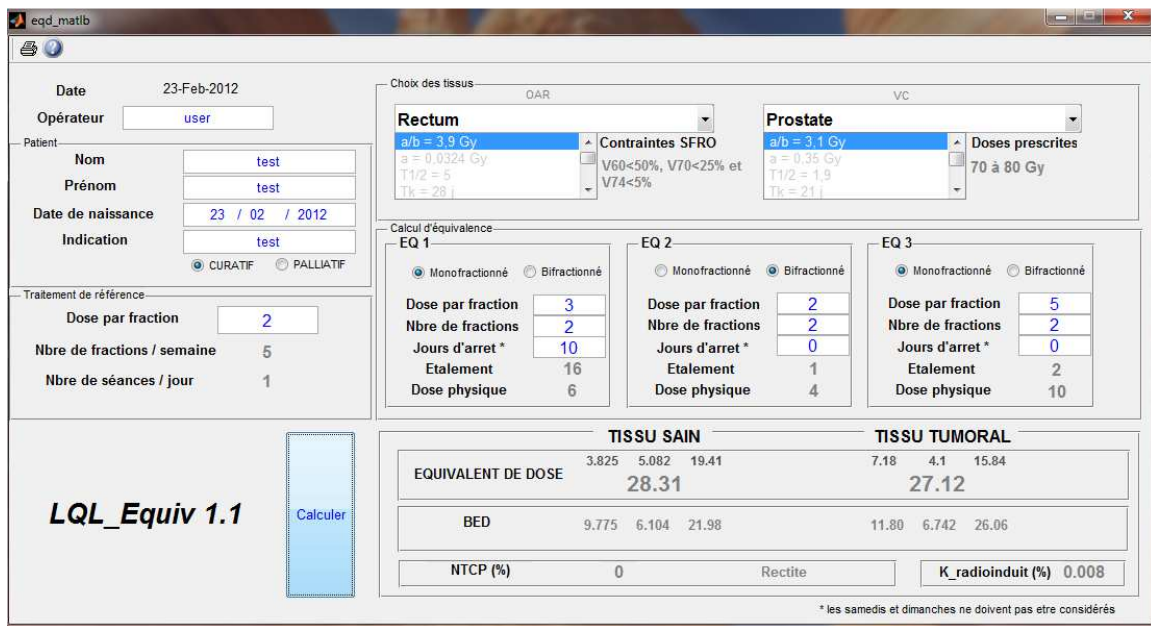 eqd_matlb
Date 23-Feb-2012
Opérateur user
Patient
Nom test
Prénom test
Date de naissance 23 / 02 / 2012
Indication test
CURATIF PALLIATIF
Traitement de référence
Dose par fraction 2
Nbre de fractions / semaine 5
Nbre de séances / jour 1
Choix des tissus
OAR VC
Rectum Prostate
a/b = 3,9 Gy
a = 0,0324 Gy
T1/2 = 5
Tk = 28 j
Contraintes SFRO
V60<50%, V70<25% et
V74<5%
a/b = 3,1 Gy
a = 0,35 Gy
T1/2 = 1,9
Tk = 21 j
Doses prescrites
70 à 80 Gy
Calcul d'équivalence
EQ 1
Monofractionné Bifractionné
Dose par fraction 3
Nbre de fractions 2
Jours d'arret * 10
Etalement 16
Dose physique 6
EQ 2
Monofractionné Bifractionné
Dose par fraction 2
Nbre de fractions 2
Jours d'arret * 0
Etalement 1
Dose physique 4
EQ 3
Monofractionné Bifractionné
Dose par fraction 5
Nbre de fractions 2
Jours d'arret * 0
Etalement 2
Dose physique 10
LQL_Equiv 1.1
Calculer
TISSU SAIN TISSU TUMORAL
3.825 5.082 19.41 7.18 4.1 15.84
EQUIVALENT DE DOSE 28.31 27.12
BED 9.775 6.104 21.98 11.80 6.742 26.06
NTCP (%) 0 Rectite K_radioinduit (%) 0.008
* les samedis et dimanches ne doivent pas etre considérés